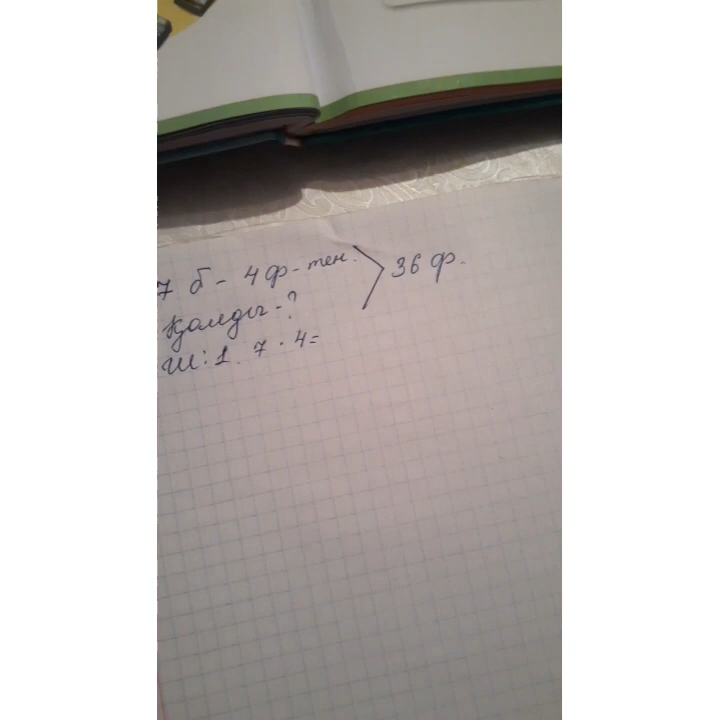 7 б - 4 ф - тен. > 36 ф.
Қалды - ?
Ш: 1. 7 · 4 =